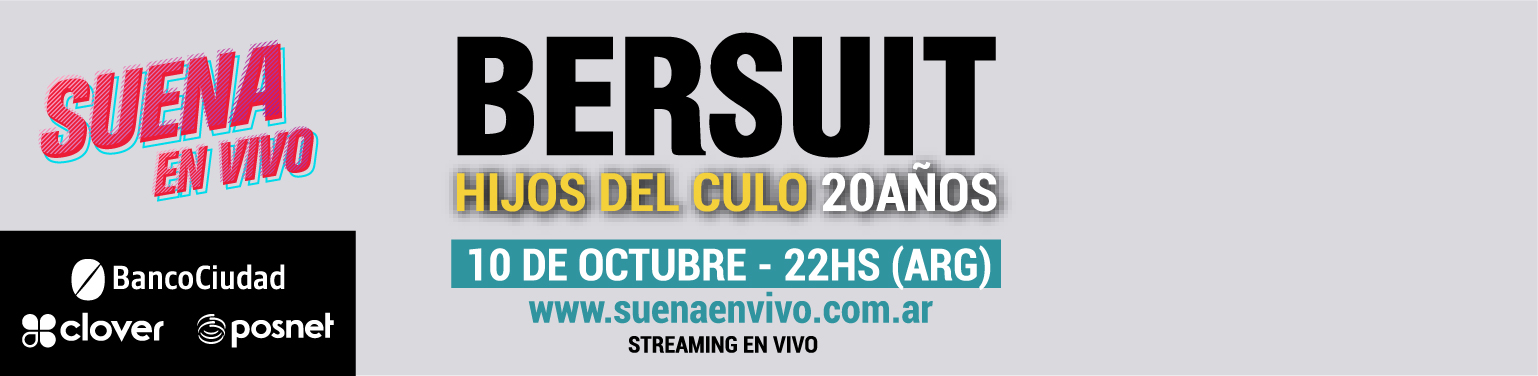 SUENA
EN VIVO
BancoCiudad
clover posnet
BERSUIT
HIJOS DEL CULO 20AÑOS
10 DE OCTUBRE - 22HS (ARG)
www.suenaenvivo.com.ar
STREAMING EN VIVO